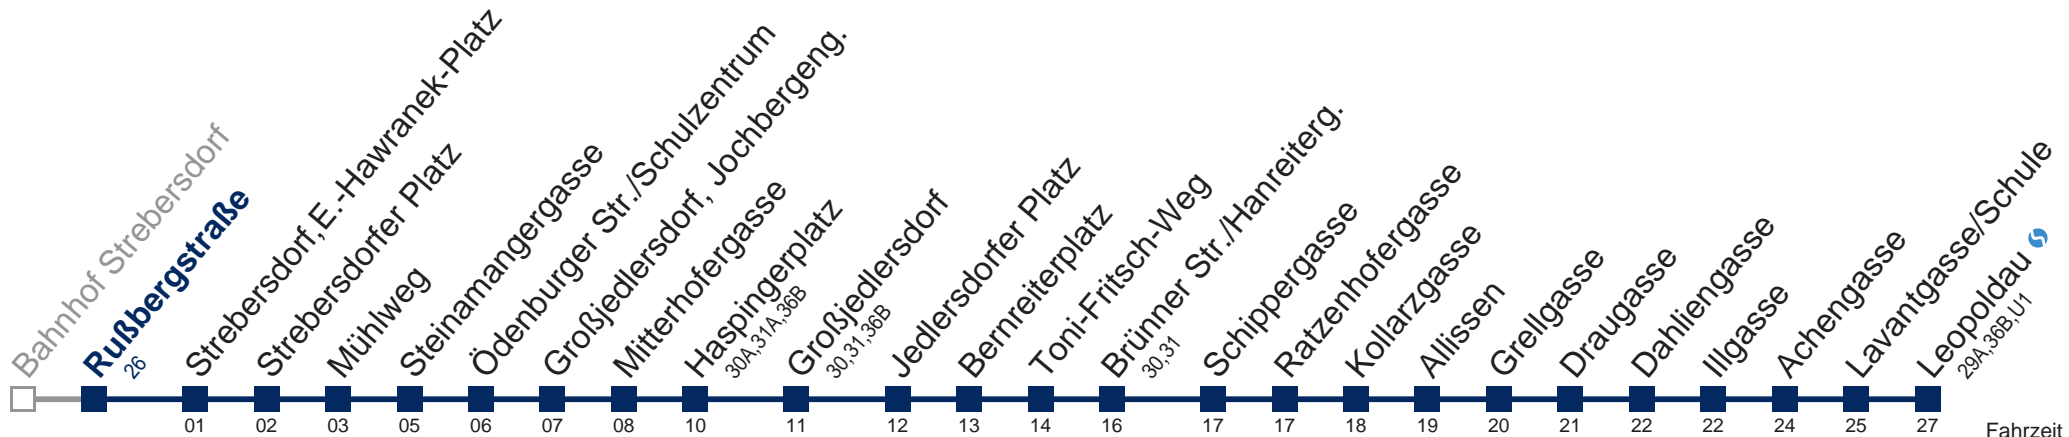 Bahnhof Strebersdorf
Rußbergstraße
26
Strebersdorf,E.-Hawranek-Platz
Strebersdorfer Platz
Mühlweg
Steinamangergasse
Ödenburger Str./Schulzentrum
Großjedlersdorf, Jochbergeng.
Mitterhofergasse
Haspingerplatz
30A,31A,36B
Großjedlersdorf
30,31,36B
Jedlersdorfer Platz
Bernreiterplatz
Toni-Fritsch-Weg
Brünner Str./Hanreiterg.
30,31
Schippergasse
Ratzenhofergasse
Kollarzgasse
Allissen
Grellgasse
Draugasse
Dahliengasse
Illgasse
Achengasse
Lavantgasse/Schule
Leopoldau
29A,36B,U1
01 02 03 05 06 07 08 10 11 12 13 14 16 17 17 18 19 20 21 22 22 24 25 27 Fahrzeit